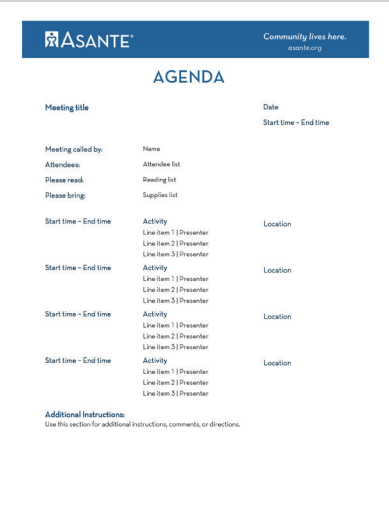 ASANTE®
Community lives here.
asante.org
AGENDA
Meeting title
Date
Start time – End time
Meeting called by: Name
Attendees: Attendee list
Please read: Reading list
Please bring: Supplies list
Start time – End time Activity Location
Line item 1 | Presenter
Line item 2 | Presenter
Line item 3 | Presenter
Start time – End time Activity Location
Line item 1 | Presenter
Line item 2 | Presenter
Line item 3 | Presenter
Start time – End time Activity Location
Line item 1 | Presenter
Line item 2 | Presenter
Line item 3 | Presenter
Start time – End time Activity Location
Line item 1 | Presenter
Line item 2 | Presenter
Line item 3 | Presenter
Additional Instructions:
Use this section for additional instructions, comments, or directions.